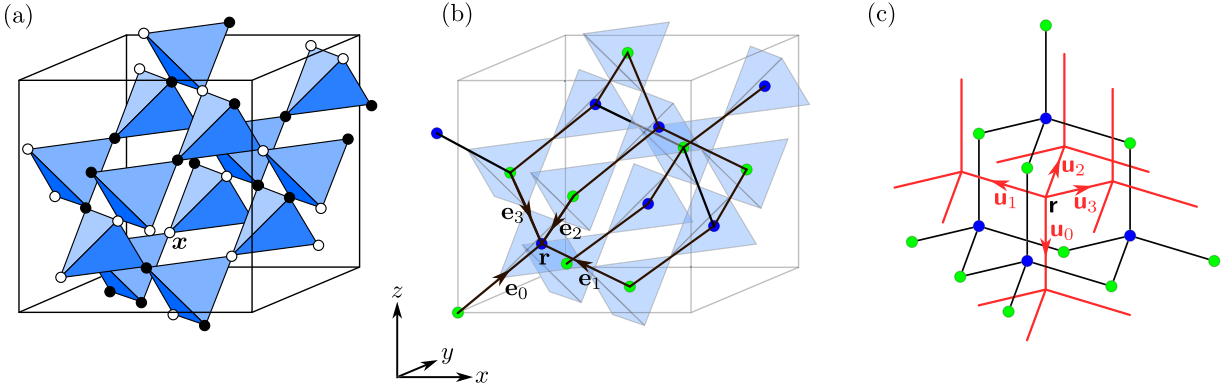 (a)
x
(b)
e₃
e₂
r
e₁
e₀
z
y
x
(c)
u₂
u₁
r
u₃
u₀